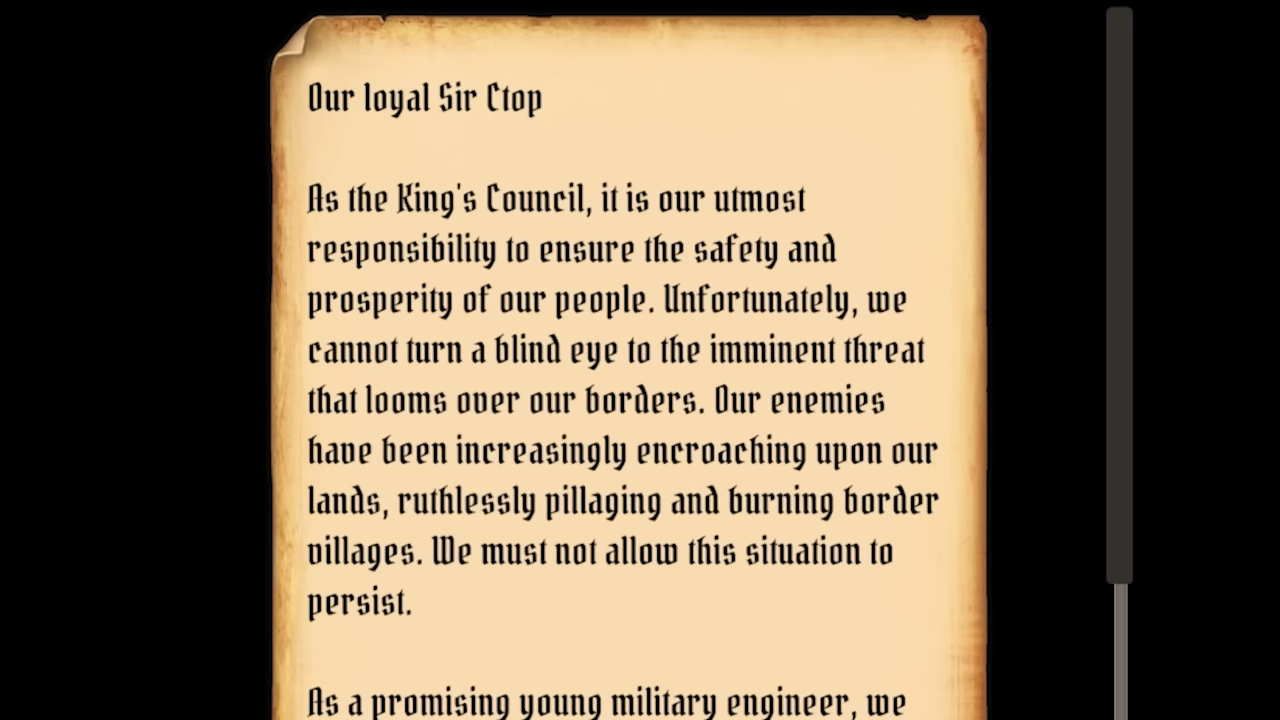 Our loyal Sir Ctop
As the King's Council, it is our utmost
responsibility to ensure the safety and
prosperity of our people. Unfortunately, we
cannot turn a blind eye to the imminent threat
that looms over our borders. Our enemies
have been increasingly encroaching upon our
lands, ruthlessly pillaging and burning border
villages. We must not allow this situation to
persist.
As a promising young military engineer, we